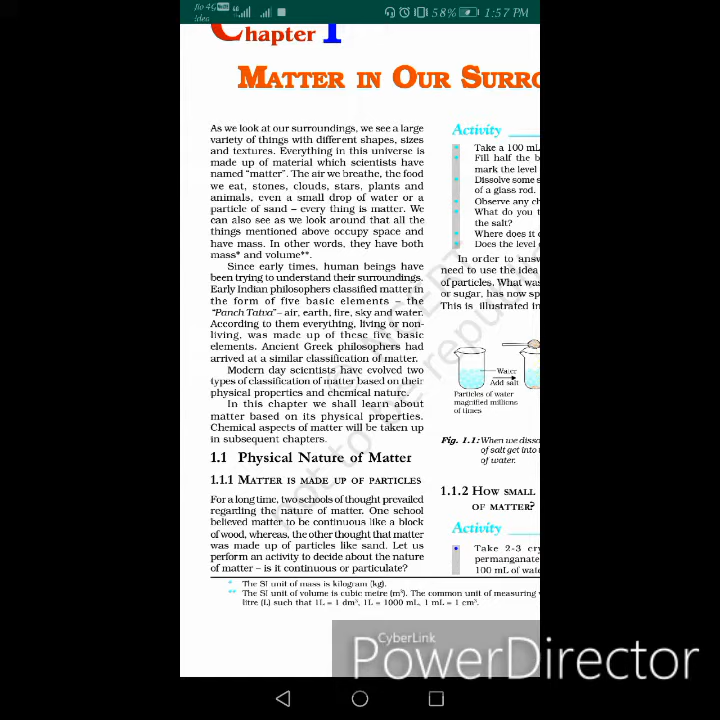 Jio 4G
Idea
58%
1:57 PM
Chapter 1
MATTER IN OUR SURRO
As we look at our surroundings, we see a large
variety of things with different shapes, sizes
and textures. Everything in this universe is
made up of material which scientists have
named "matter". The air we breathe, the food
we eat, stones, clouds, stars, plants and
animals, even a small drop of water or a
particle of sand – every thing is matter. We
can also see as we look around that all the
things mentioned above occupy space and
have mass. In other words, they have both
mass* and volume**.
Since early times, human beings have
been trying to understand their surroundings.
Early Indian philosophers classified matter in
the form of five basic elements – the
"Panch Tatva" – air, earth, fire, sky and water.
According to them everything, living or non-
living, was made up of these five basic
elements. Ancient Greek philosophers had
arrived at a similar classification of matter.
Modern day scientists have evolved two
types of classification of matter based on their
physical properties and chemical nature.
In this chapter we shall learn about
matter based on its physical properties.
Chemical aspects of matter will be taken up
in subsequent chapters.
1.1 Physical Nature of Matter
1.1.1 MATTER IS MADE UP OF PARTICLES
For a long time, two schools of thought prevailed
regarding the nature of matter. One school
believed matter to be continuous like a block
of wood, whereas, the other thought that matter
was made up of particles like sand. Let us
perform an activity to decide about the nature
of matter – is it continuous or particulate?
Activity
• Take a 100 mL
• Fill half the b
mark the level
• Dissolve some s
of a glass rod.
• Observe any ch
• What do you t
the salt?
• Where does it
• Does the level
In order to answ
need to use the idea
of particles. What was
or sugar, has now sp
This is illustrated in
Water
Add salt
Particles of water
magnified millions
of times
Fig. 1.1: When we disso
of salt get into
of water.
1.1.2 HOW SMALL
OF MATTER?
Activity
• Take 2-3 cry
permanganate
100 mL of wate
* The SI unit of mass is kilogram (kg).
** The SI unit of volume is cubic metre (m³). The common unit of measuring
litre (L) such that 1L = 1 dm³, 1L = 1000 mL, 1 mL = 1 cm³.
not to be republ
CyberLink
PowerDirector